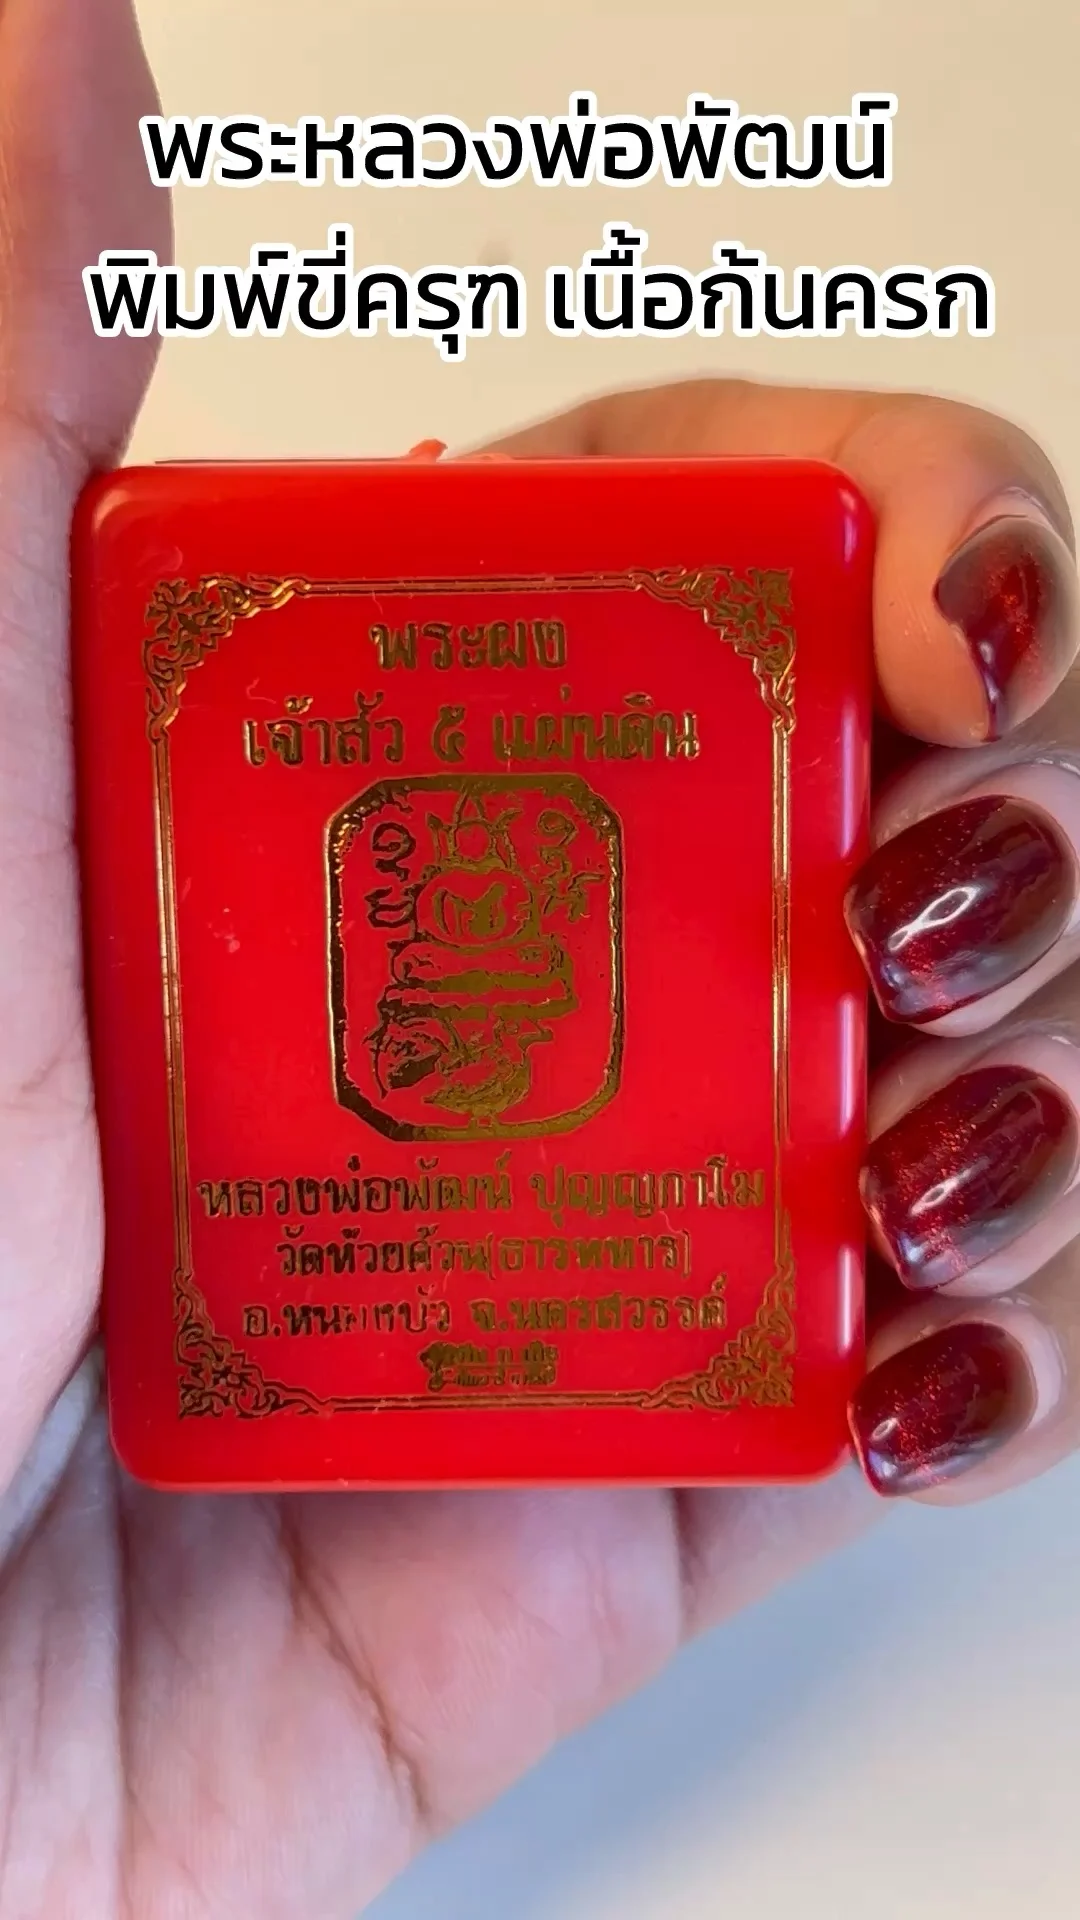 พระหลวงพ่อพัฒน์
พิมพ์ขี่ครุฑ เนื้อก้นครก
พระผง
เจ้าสัว ๕ แผ่นดิน
หลวงพ่อพัฒน์ ปุญญกาโม
วัดห้วยด้วน(ธารทหาร)
อ.หนองบัว จ.นครสวรรค์